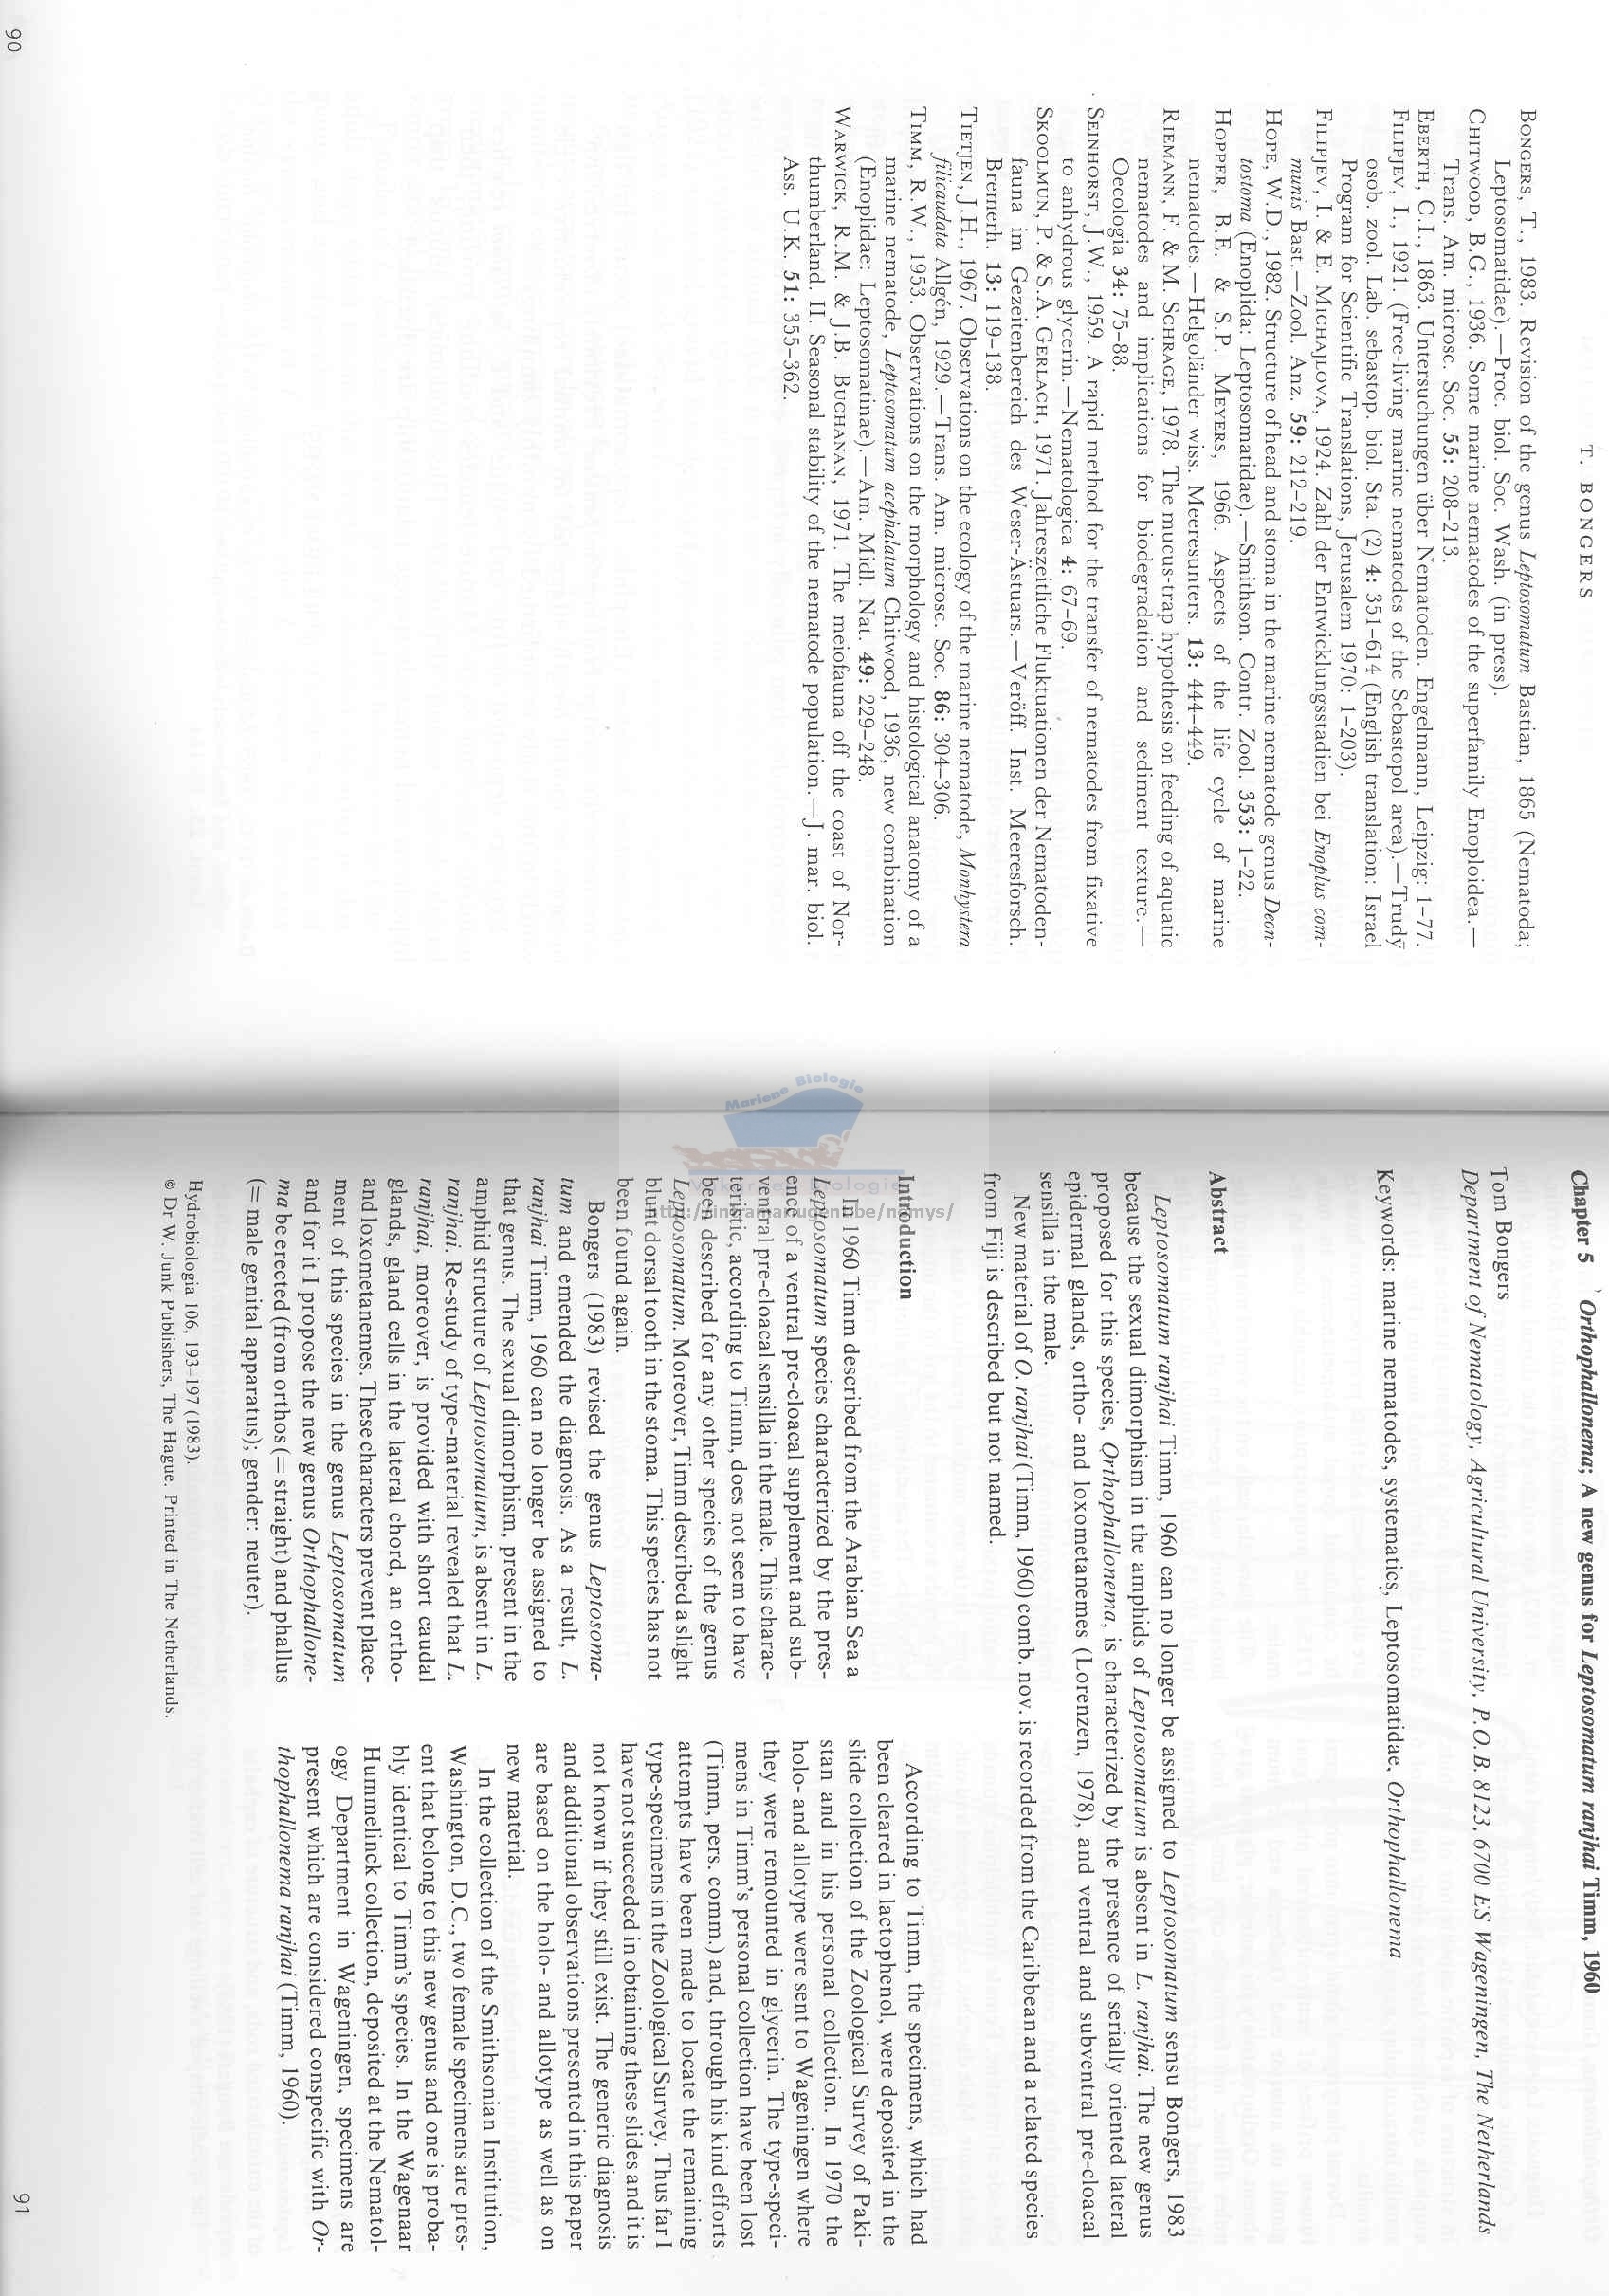 T. BONGERS
BONGERS, T., 1983. Revision of the genus Leptosomatum Bastian, 1865 (Nematoda;
Leptosomatidae).—Proc. biol. Soc. Wash. (in press).
CHITWOOD, B.G., 1936. Some marine nematodes of the superfamily Enoploidea.—
Trans. Am. microsc. Soc. 55: 208–213.
EBERTH, C.I., 1863. Untersuchungen über Nematoden. Engelmann, Leipzig: 1–77.
FILIPJEV, I., 1921. (Free-living marine nematodes of the Sebastopol area).—Trudȳ
osob. zool. Lab. sebastop. biol. Sta. (2) 4: 351–614 (English translation: Israel
Program for Scientific Translations, Jerusalem 1970: 1–203).
FILIPJEV, I. & E. MICHAJLOVA, 1924. Zahl der Entwicklungsstadien bei Enoplus com-
munis Bast.—Zool. Anz. 59: 212–219.
HOPE, W.D., 1982. Structure of head and stoma in the marine nematode genus Deon-
tostoma (Enoplida: Leptosomatidae).—Smithson. Contr. Zool. 353: 1–22.
HOPPER, B.E. & S.P. MEYERS, 1966. Aspects of the life cycle of marine
nematodes.—Helgoländer wiss. Meeresunters. 13: 444–449.
RIEMANN, F. & M. SCHRAGE, 1978. The mucus-trap hypothesis on feeding of aquatic
nematodes and implications for biodegradation and sediment texture.—
Oecologia 34: 75–88.
SEINHORST, J.W., 1959. A rapid method for the transfer of nematodes from fixative
to anhydrous glycerin.—Nematologica 4: 67–69.
SKOOLMUN, P. & S.A. GERLACH, 1971. Jahreszeitliche Fluktuationen der Nematoden-
fauna im Gezeitenbereich des Weser-Ästuars.—Veröff. Inst. Meeresforsch.
Bremerh. 13: 119–138.
TIETJEN, J.H., 1967. Observations on the ecology of the marine nematode, Monhystera
filicaudata Allgén, 1929.—Trans. Am. microsc. Soc. 86: 304–306.
TIMM, R.W., 1953. Observations on the morphology and histological anatomy of a
marine nematode, Leptosomatum acephalatum Chitwood, 1936, new combination
(Enoplidae: Leptosomatinae).—Am. Midl. Nat. 49: 229–248.
WARWICK, R.M. & J.B. BUCHANAN, 1971. The meiofauna off the coast of Nor-
thumberland. II. Seasonal stability of the nematode population.—J. mar. biol.
Ass. U.K. 51: 355–362.
90
Chapter 5 Orthophallonema; A new genus for Leptosomatum ranjhai Timm, 1960
Tom Bongers
Department of Nematology, Agricultural University, P.O.B. 8123, 6700 ES Wageningen, The Netherlands
Keywords: marine nematodes, systematics, Leptosomatidae, Orthophallonema
Abstract
Leptosomatum ranjhai Timm, 1960 can no longer be assigned to Leptosomatum sensu Bongers, 1983
because the sexual dimorphism in the amphids of Leptosomatum is absent in L. ranjhai. The new genus
proposed for this species, Orthophallonema, is characterized by the presence of serially oriented lateral
epidermal glands, ortho- and loxometanemes (Lorenzen, 1978), and ventral and subventral pre-cloacal
sensilla in the male.
New material of O. ranjhai (Timm, 1960) comb. nov. is recorded from the Caribbean and a related species
from Fiji is described but not named.
Introduction
In 1960 Timm described from the Arabian Sea a
Leptosomatum species characterized by the pres-
ence of a ventral pre-cloacal supplement and sub-
ventral pre-cloacal sensilla in the male. This charac-
teristic, according to Timm, does not seem to have
been described for any other species of the genus
Leptosomatum. Moreover, Timm described a slight
blunt dorsal tooth in the stoma. This species has not
been found again.
Bongers (1983) revised the genus Leptosoma-
tum and emended the diagnosis. As a result, L.
ranjhai Timm, 1960 can no longer be assigned to
that genus. The sexual dimorphism, present in the
amphid structure of Leptosomatum, is absent in L.
ranjhai. Re-study of type-material revealed that L.
ranjhai, moreover, is provided with short caudal
glands, gland cells in the lateral chord, an ortho-
and loxometanemes. These characters prevent place-
ment of this species in the genus Leptosomatum
and for it I propose the new genus Orthophallone-
ma be erected (from orthos (= straight) and phallus
(= male genital apparatus); gender: neuter).
According to Timm, the specimens, which had
been cleared in lactophenol, were deposited in the
slide collection of the Zoological Survey of Paki-
stan and in his personal collection. In 1970 the
holo- and allotype were sent to Wageningen where
they were remounted in glycerin. The type-speci-
mens in Timm's personal collection have been lost
(Timm, pers. comm.) and, through his kind efforts
attempts have been made to locate the remaining
type-specimens in the Zoological Survey. Thus far I
have not succeeded in obtaining these slides and it is
not known if they still exist. The generic diagnosis
and additional observations presented in this paper
are based on the holo- and allotype as well as on
new material.
In the collection of the Smithsonian Institution,
Washington, D.C., two female specimens are pres-
ent that belong to this new genus and one is proba-
bly identical to Timm's species. In the Wagenaar
Hummelinck collection, deposited at the Nematol-
ogy Department in Wageningen, specimens are
present which are considered conspecific with Or-
thophallonema ranjhai (Timm, 1960).
Hydrobiologia 106, 193–197 (1983).
© Dr W. Junk Publishers, The Hague. Printed in The Netherlands.
91
Mariene Biologie